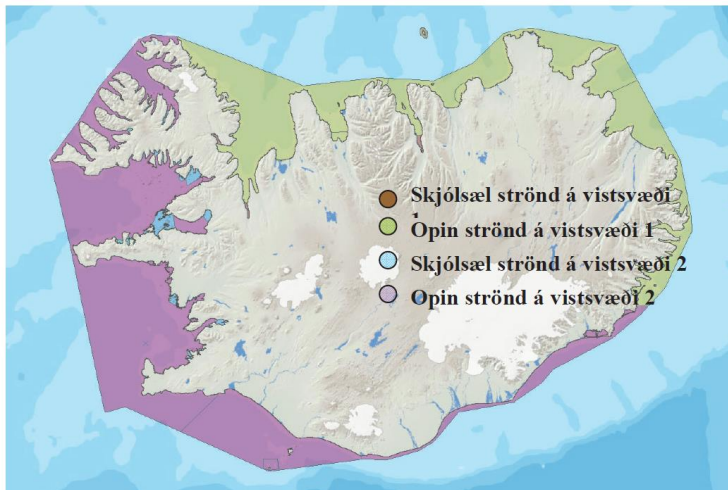 Skjólsæl strönd á vistsvæði
1
Opin strönd á vistsvæði 1
Skjólsæl strönd á vistsvæði 2
Opin strönd á vistsvæði 2